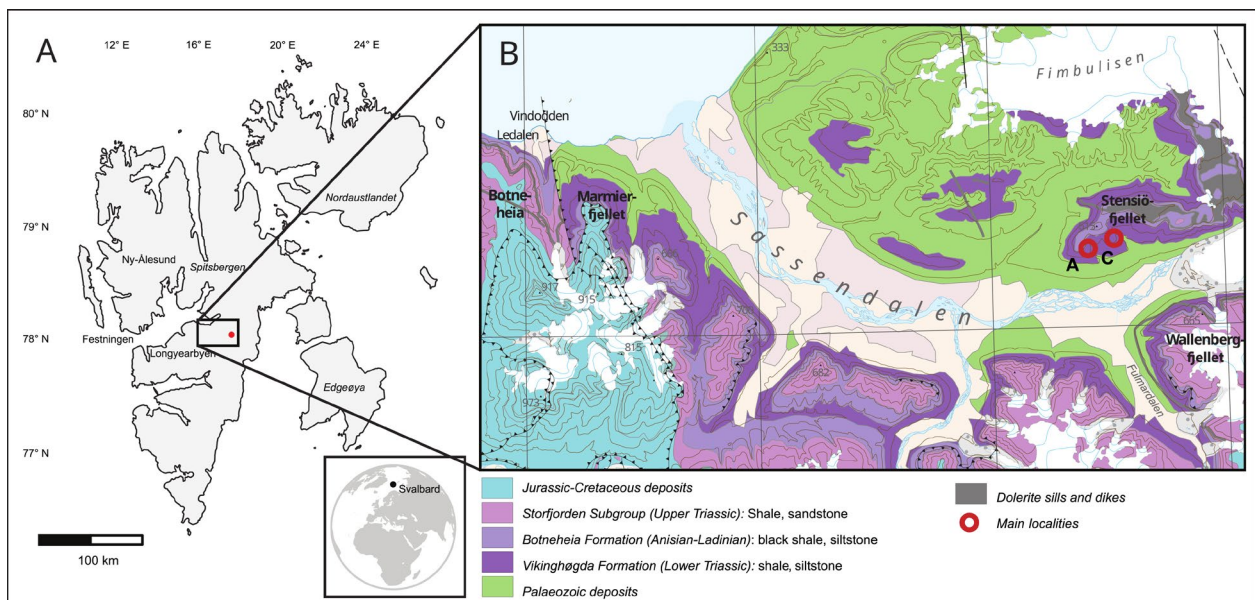 A
12° E
16° E
20° E
24° E
80° N
79° N
78° N
77° N
Nordaustlandet
Ny-Ålesund
Spitsbergen
Festningen
Longyearbyen
Edgeøya
100 km
Svalbard
B
333
Fimbulisen
Vindodden
Ledalen
Botne-
heia
Marmier-
fjellet
Stensiö-
fjellet
A
C
Sassendalen
917
915
815
973
682
Wallenberg-
fjellet
Fulmardalen
Jurassic-Cretaceous deposits
Storfjorden Subgroup (Upper Triassic): Shale, sandstone
Botneheia Formation (Anisian-Ladinian): black shale, siltstone
Vikinghøgda Formation (Lower Triassic): shale, siltstone
Palaeozoic deposits
Dolerite sills and dikes
Main localities